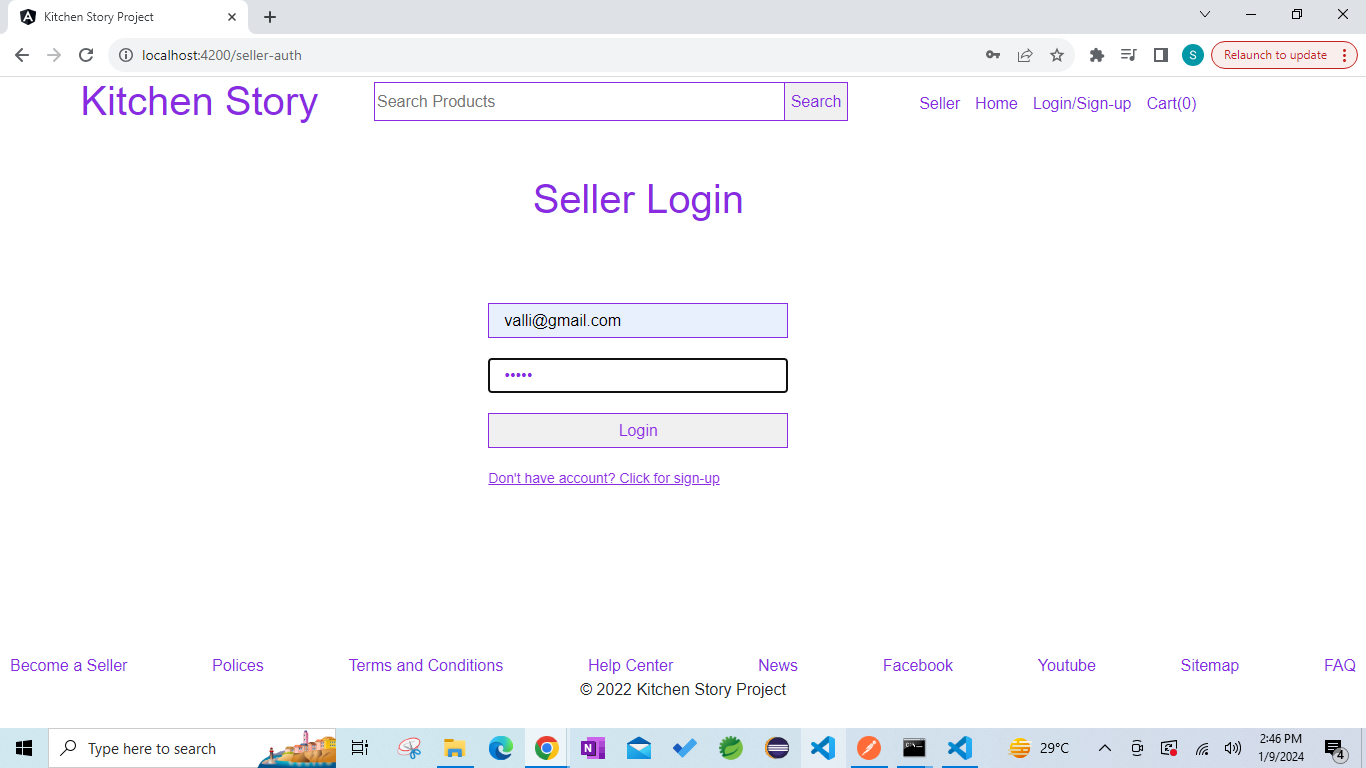 Kitchen Story Project
localhost:4200/seller-auth
S
Relaunch to update
Kitchen Story
Search Products
Search
Seller Home Login/Sign-up Cart(0)
Seller Login
valli@gmail.com
•••••
Login
Don't have account? Click for sign-up
Become a Seller Polices Terms and Conditions Help Center News Facebook Youtube Sitemap FAQ
© 2022 Kitchen Story Project
Type here to search
N
29°C
2:46 PM
1/9/2024
4